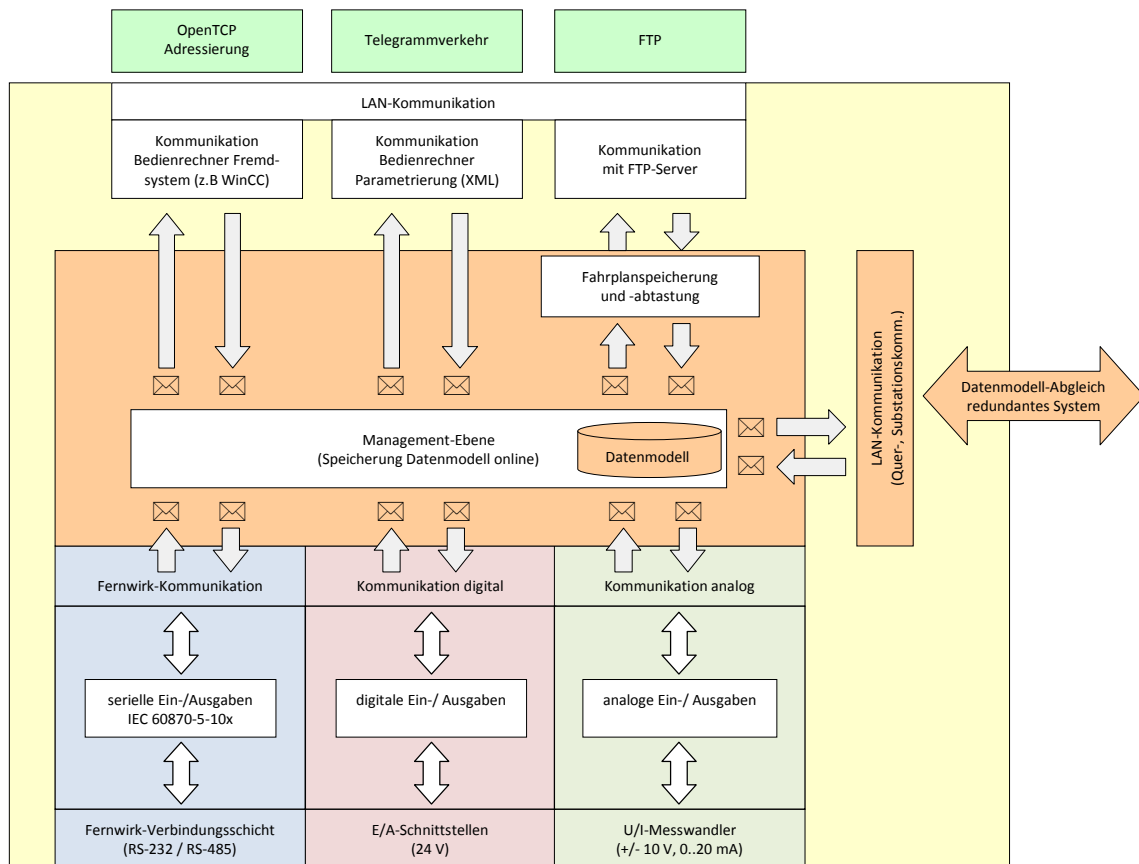 OpenTCP
Adressierung
Telegrammverkehr
FTP
LAN-Kommunikation
Kommunikation
Bedienrechner Fremd-
system (z.B WinCC)
Kommunikation
Bedienrechner
Parametrierung (XML)
Kommunikation
mit FTP-Server
Fahrplanspeicherung
und -abtastung
LAN-Kommunikation
(Quer-, Substationskomm.)
Datenmodell-Abgleich
redundantes System
Management-Ebene
(Speicherung Datenmodell online)
Datenmodell
Fernwirk-Kommunikation
Kommunikation digital
Kommunikation analog
serielle Ein-/Ausgaben
IEC 60870-5-10x
digitale Ein-/ Ausgaben
analoge Ein-/ Ausgaben
Fernwirk-Verbindungsschicht
(RS-232 / RS-485)
E/A-Schnittstellen
(24 V)
U/I-Messwandler
(+/- 10 V, 0..20 mA)